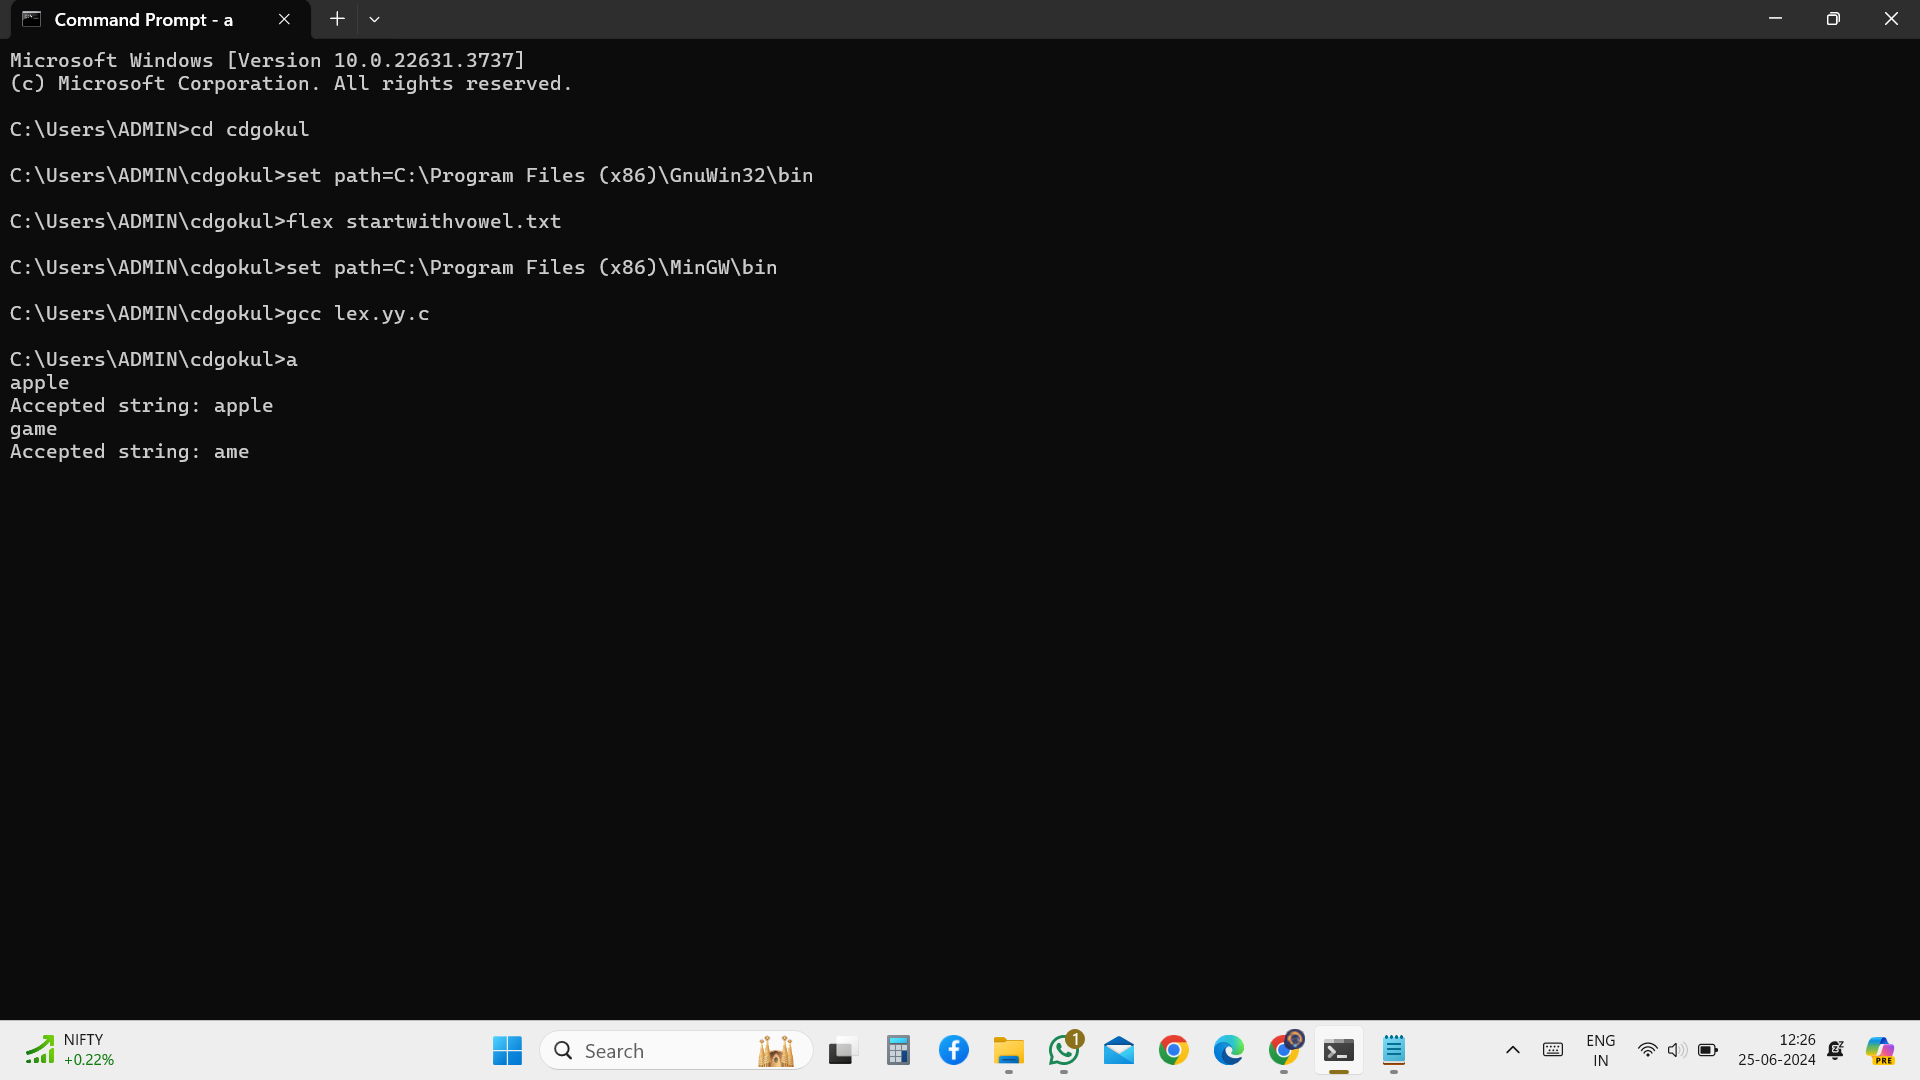 Command Prompt - a
Microsoft Windows [Version 10.0.22631.3737]
(c) Microsoft Corporation. All rights reserved.
C:\Users\ADMIN>cd cdgokul
C:\Users\ADMIN\cdgokul>set path=C:\Program Files (x86)\GnuWin32\bin
C:\Users\ADMIN\cdgokul>flex startwithvowel.txt
C:\Users\ADMIN\cdgokul>set path=C:\Program Files (x86)\MinGW\bin
C:\Users\ADMIN\cdgokul>gcc lex.yy.c
C:\Users\ADMIN\cdgokul>a
apple
Accepted string: apple
game
Accepted string: ame
NIFTY
+0.22%
Search
1
ENG
IN
12:26
25-06-2024
PRE